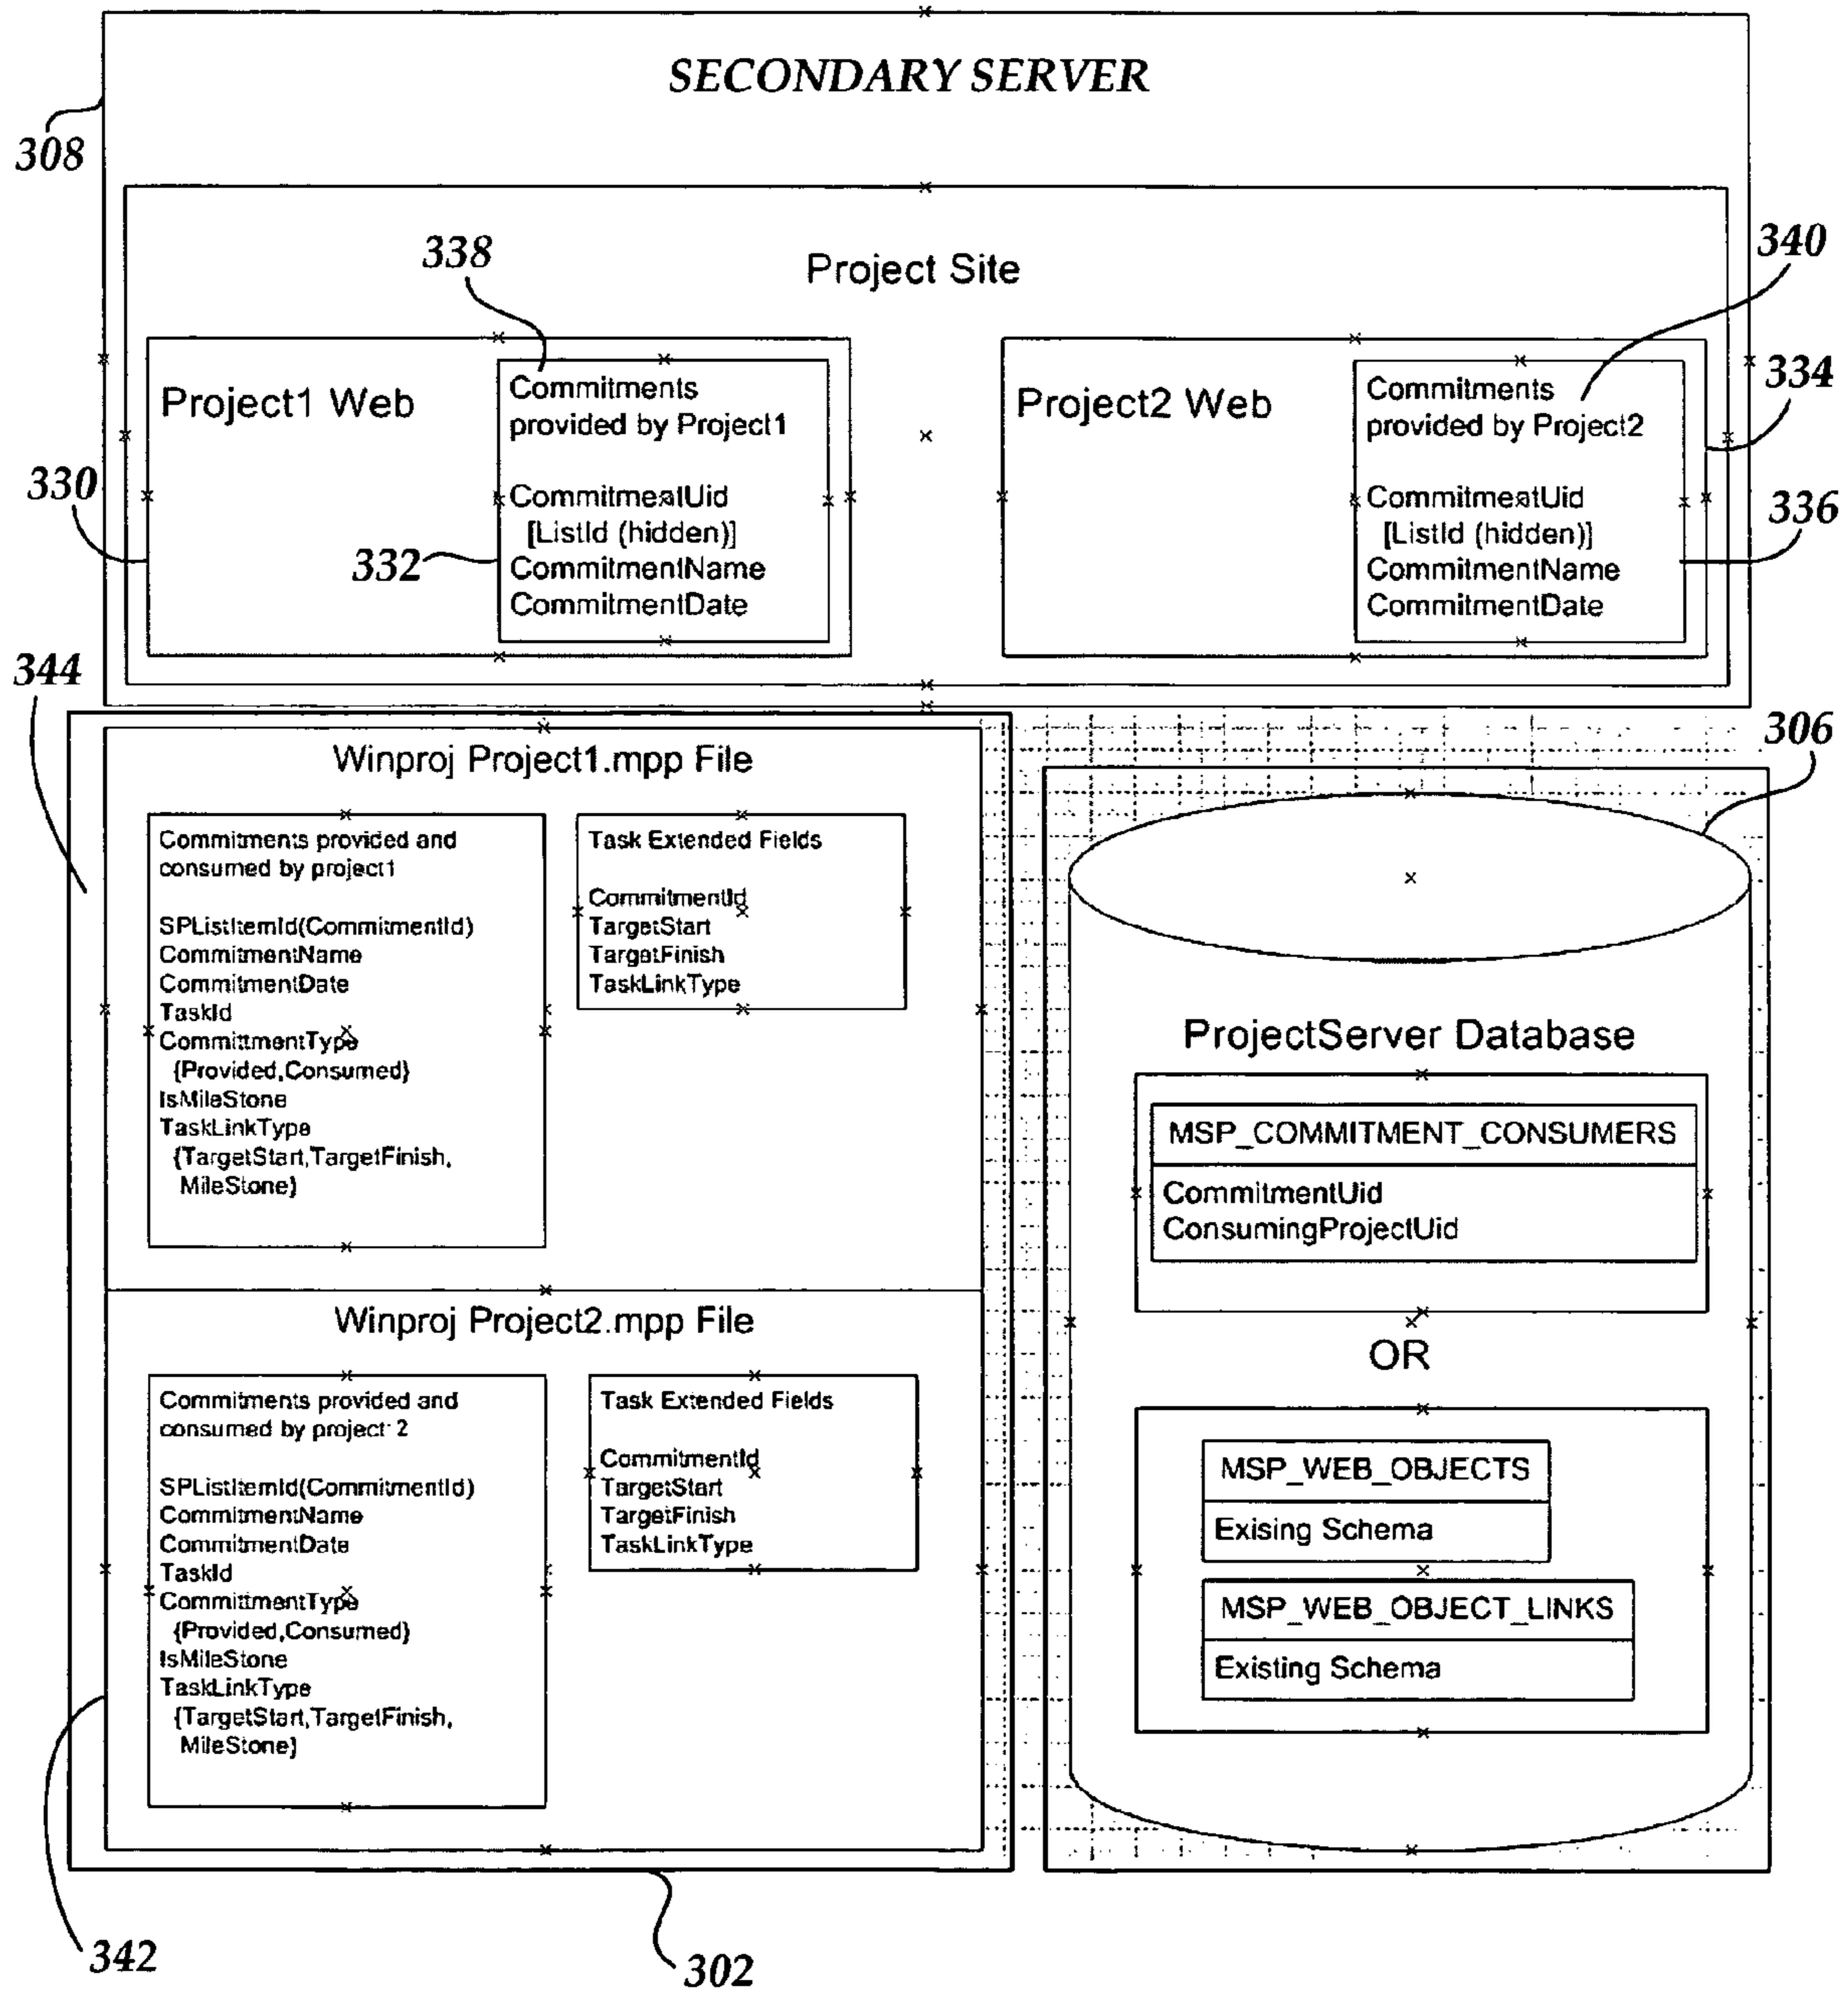 SECONDARY SERVER
308
338
Project Site
340
Project1 Web
Commitments
provided by Project1
CommitmentUid
[ListId (hidden)]
CommitmentName
CommitmentDate
330
332
Project2 Web
Commitments
provided by Project2
CommitmentUid
[ListId (hidden)]
CommitmentName
CommitmentDate
334
336
344
306
Winproj Project1.mpp File
Commitments provided and
consumed by project1
SPListItemId(CommitmentId)
CommitmentName
CommitmentDate
TaskId
CommittmentType
{Provided,Consumed}
IsMileStone
TaskLinkType
{TargetStart,TargetFinish,
MileStone}
Task Extended Fields
CommitmentId
TargetStart
TargetFinish
TaskLinkType
Winproj Project2.mpp File
Commitments provided and
consumed by project 2
SPListItemId(CommitmentId)
CommitmentName
CommitmentDate
TaskId
CommittmentType
{Provided,Consumed}
IsMileStone
TaskLinkType
{TargetStart,TargetFinish,
MileStone}
Task Extended Fields
CommitmentId
TargetStart
TargetFinish
TaskLinkType
ProjectServer Database
MSP_COMMITMENT_CONSUMERS
CommitmentUid
ConsumingProjectUid
OR
MSP_WEB_OBJECTS
Exising Schema
MSP_WEB_OBJECT_LINKS
Existing Schema
342
302